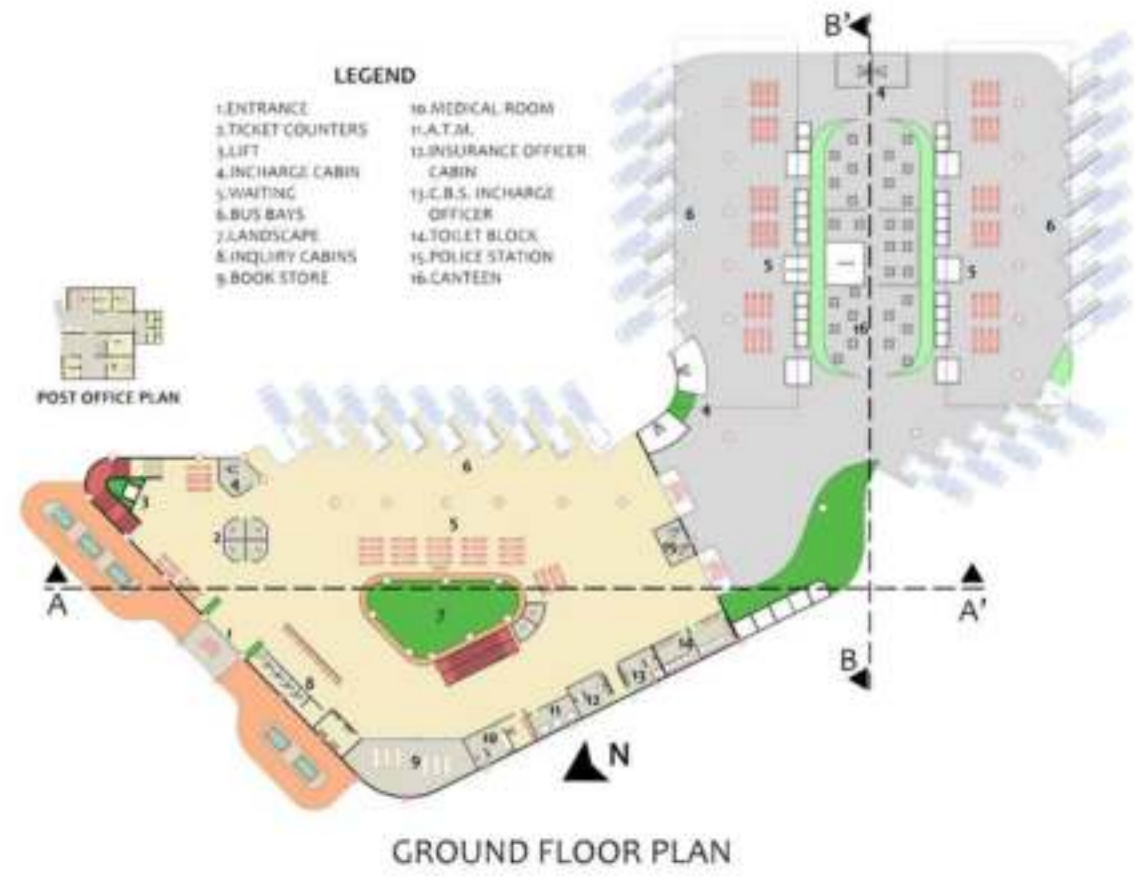 B'
LEGEND
1.ENTRANCE
2.TICKET COUNTERS
3.LIFT
4.INCHARGE CABIN
5.WAITING
6.BUS BAYS
7.LANDSCAPE
8.INQUIRY CABINS
9.BOOK STORE
10.MEDICAL ROOM
11.A.T.M.
12.INSURANCE OFFICER
CABIN
13.C.B.S. INCHARGE
OFFICER
14.TOILET BLOCK
15.POLICE STATION
16.CANTEEN
4
6
6
5
5
16
POST OFFICE PLAN
4
6
4
3
2
5
15
A
A'
7
1
14
B
8
13
12
11
10
9
N
GROUND FLOOR PLAN